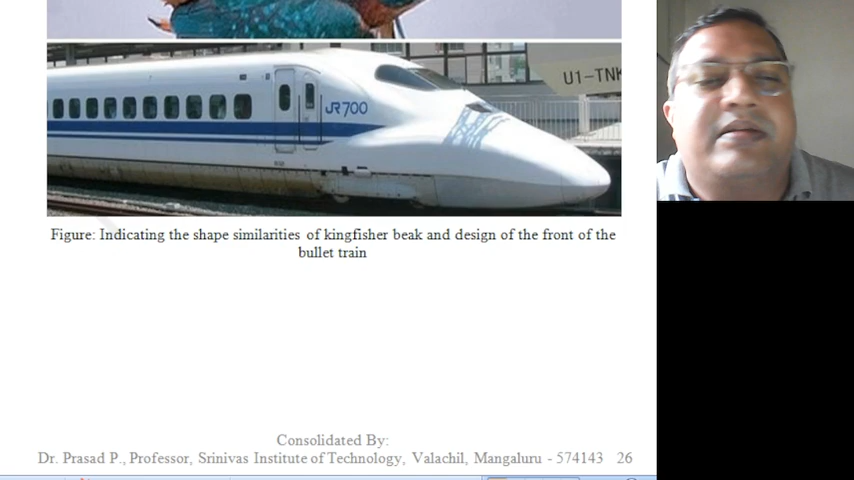 U1-TNK
JR700
Figure: Indicating the shape similarities of kingfisher beak and design of the front of the
bullet train
Consolidated By:
Dr. Prasad P., Professor, Srinivas Institute of Technology, Valachil, Mangaluru - 574143 26